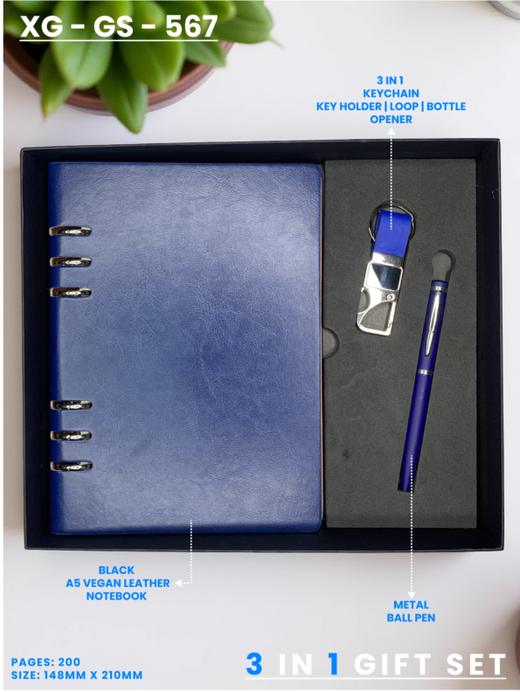 XG - GS - 567
3 IN 1
KEYCHAIN
KEY HOLDER | LOOP | BOTTLE
OPENER
BLACK
A5 VEGAN LEATHER
NOTEBOOK
METAL
BALL PEN
PAGES: 200
SIZE: 148MM X 210MM
3 IN 1 GIFT SET